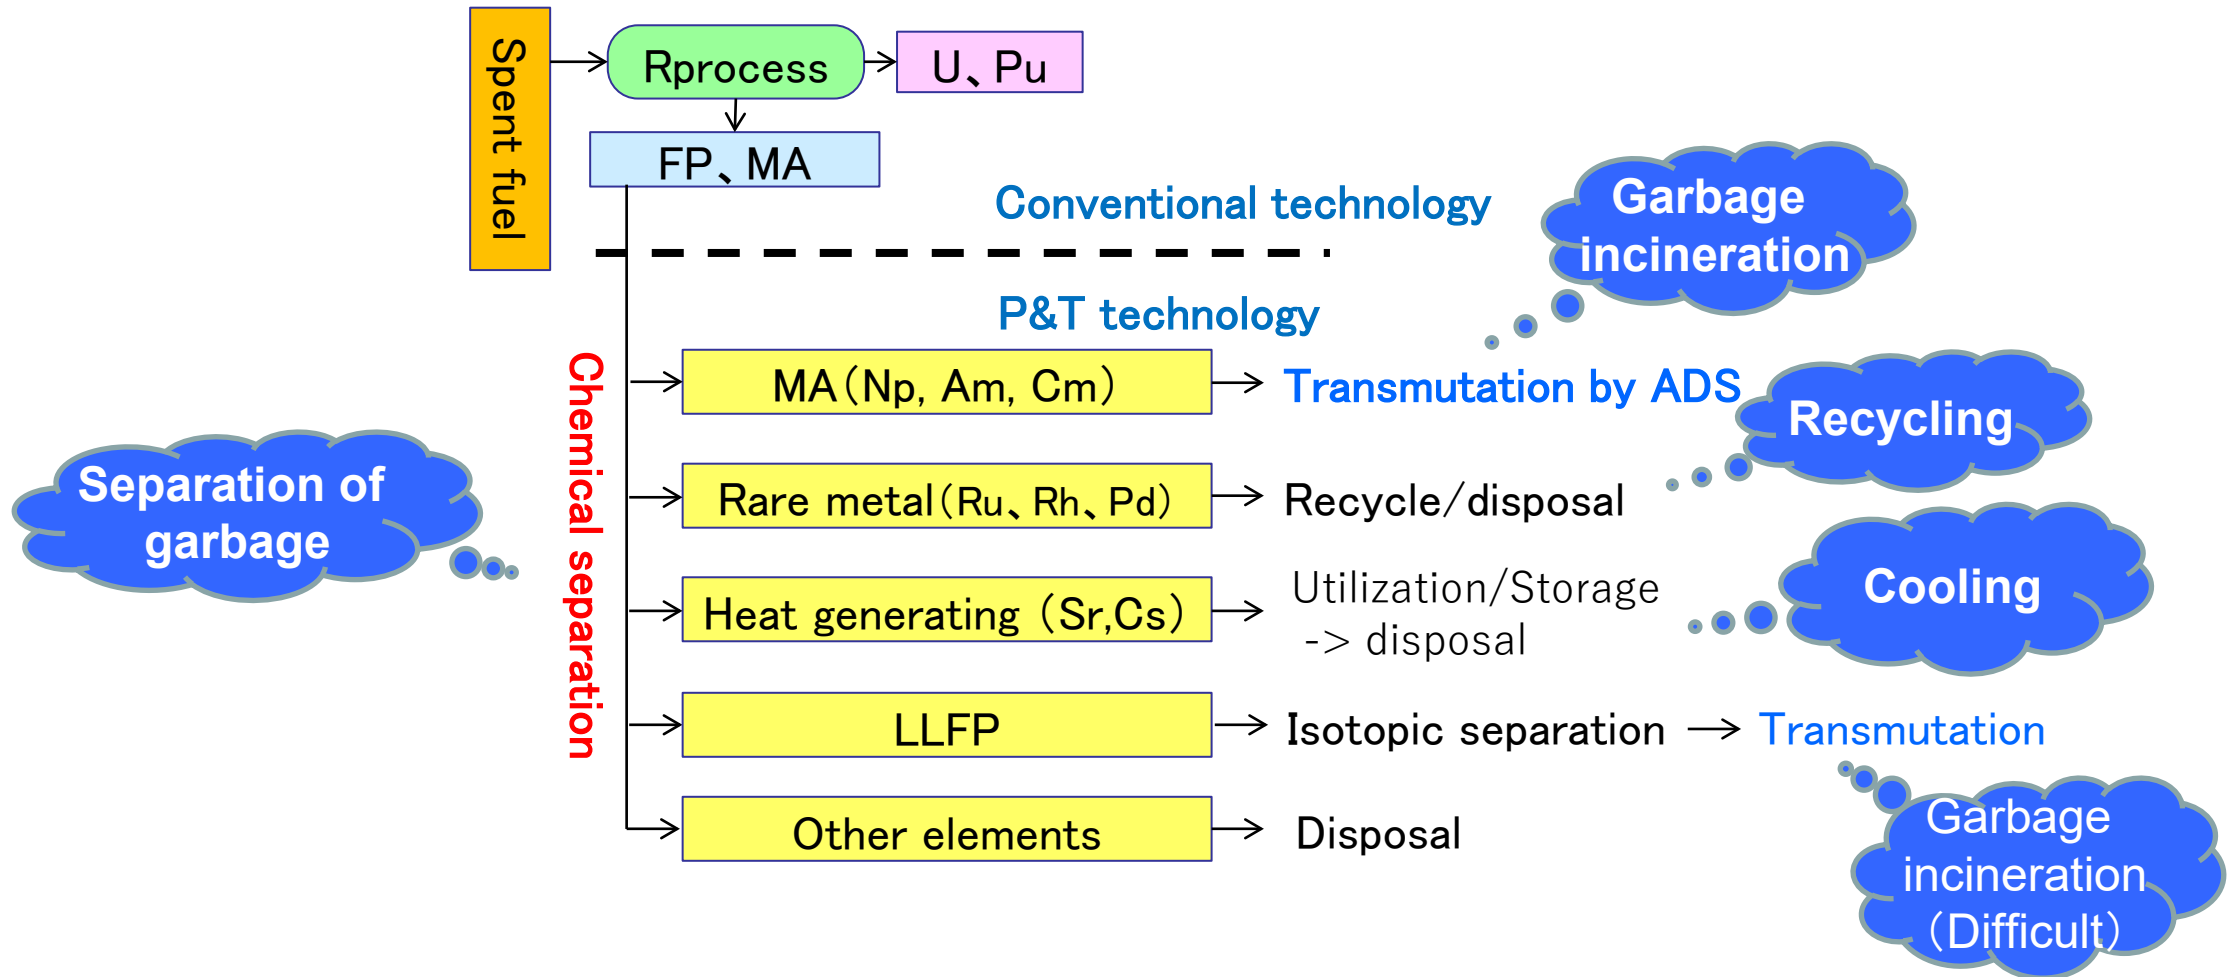 Spent fuel
Rprocess
U、Pu
FP、MA
Conventional technology
Garbage
incineration
P&T technology
Chemical separation
MA（Np, Am, Cm）
Transmutation by ADS
Recycling
Separation of
garbage
Rare metal（Ru、Rh、Pd）
Recycle/disposal
Heat generating （Sr,Cs）
Utilization/Storage
-> disposal
Cooling
LLFP
Isotopic separation
Transmutation
Other elements
Disposal
Garbage
incineration
（Difficult）